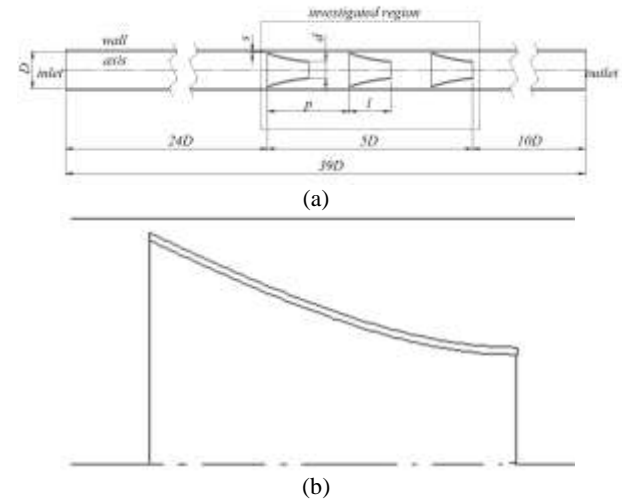 investigated region
wall
s
d
D
inlet
axis
outlet
p
l
24D
5D
10D
39D
(a)
(b)